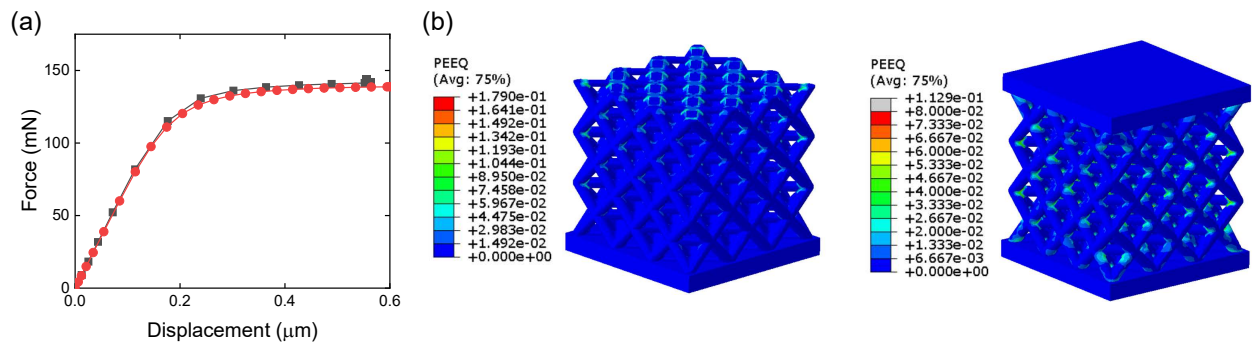 (a)
150
100
50
0
Force (mN)
0.0 0.2 0.4 0.6
Displacement (μm)
(b)
PEEQ
(Avg: 75%)
+1.790e-01
+1.641e-01
+1.492e-01
+1.342e-01
+1.193e-01
+1.044e-01
+8.950e-02
+7.458e-02
+5.967e-02
+4.475e-02
+2.983e-02
+1.492e-02
+0.000e+00
PEEQ
(Avg: 75%)
+1.129e-01
+8.000e-02
+7.333e-02
+6.667e-02
+6.000e-02
+5.333e-02
+4.667e-02
+4.000e-02
+3.333e-02
+2.667e-02
+2.000e-02
+1.333e-02
+6.667e-03
+0.000e+00